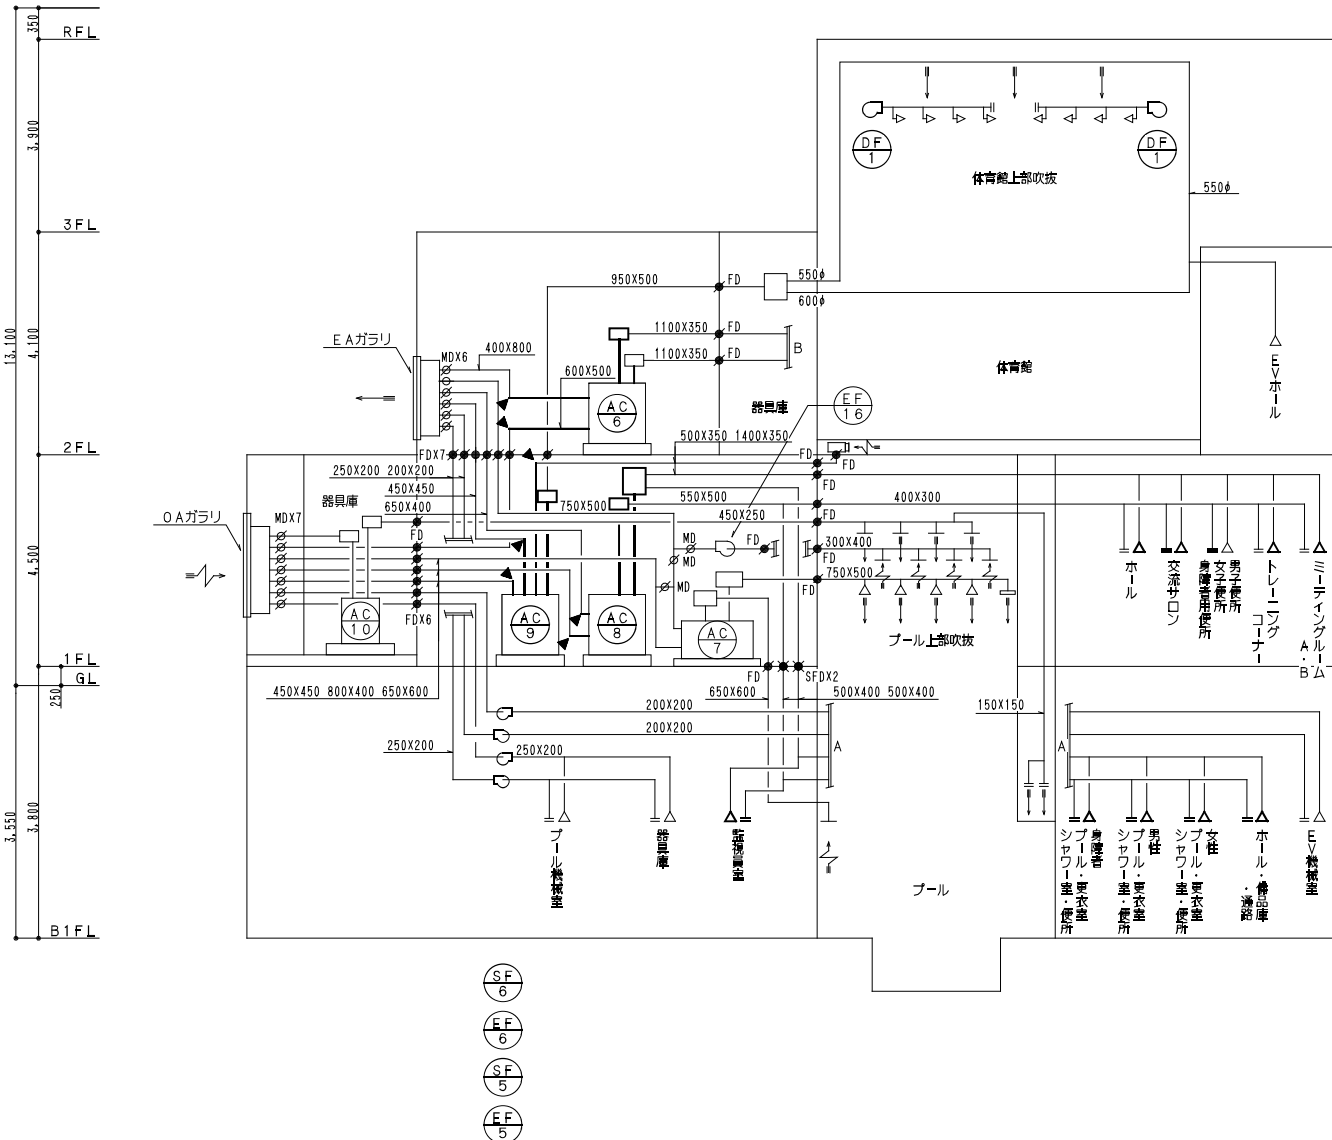 350
RFL
3,900
DF
1
DF
1
体育館上部吹抜
550φ
3FL
950X500
FD
550φ
600φ
13,100
4,100
EAガラリ
MDX6
400X800
1100X350
FD
1100X350
FD
B
600X500
体育館
EVホール
AC
6
器具庫
EF
16
500X350 1400X350
2FL
FDX7
FD
FD
FD
250X200 200X200
450X450
器具庫
650X400
750X500
550X500
400X300
OAガラリ
MDX7
FD
450X250
FD
MD
MD
FD
300X400
4,500
MD
750X500
FD
ホール
交流サロン
身障者用便所
女子便所
男子便所
トレーニング
コーナー
ミーティングルーム
A・B
AC
10
FDX6
AC
9
AC
8
AC
7
プール上部吹抜
1FL
GL
250
FD
SFDX2
450X450 800X400 650X600
650X600
500X400 500X400
150X150
200X200
200X200
250X200
250X200
A
A
3,550
3,800
プール機械室
器具庫
監視員室
プール
身障者
プール・更衣室
シャワー室・便所
男性
プール・更衣室
シャワー室・便所
女性
プール・更衣室
シャワー室・便所
ホール・備品庫
・通路
EV機械室
B1FL
SF
6
EF
6
SF
5
EF
5